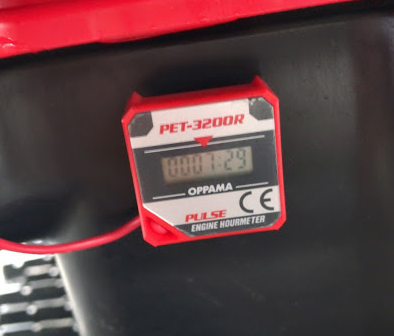 PET-3200R
0001:29
OPPAMA
CE
PULSE
ENGINE HOURMETER